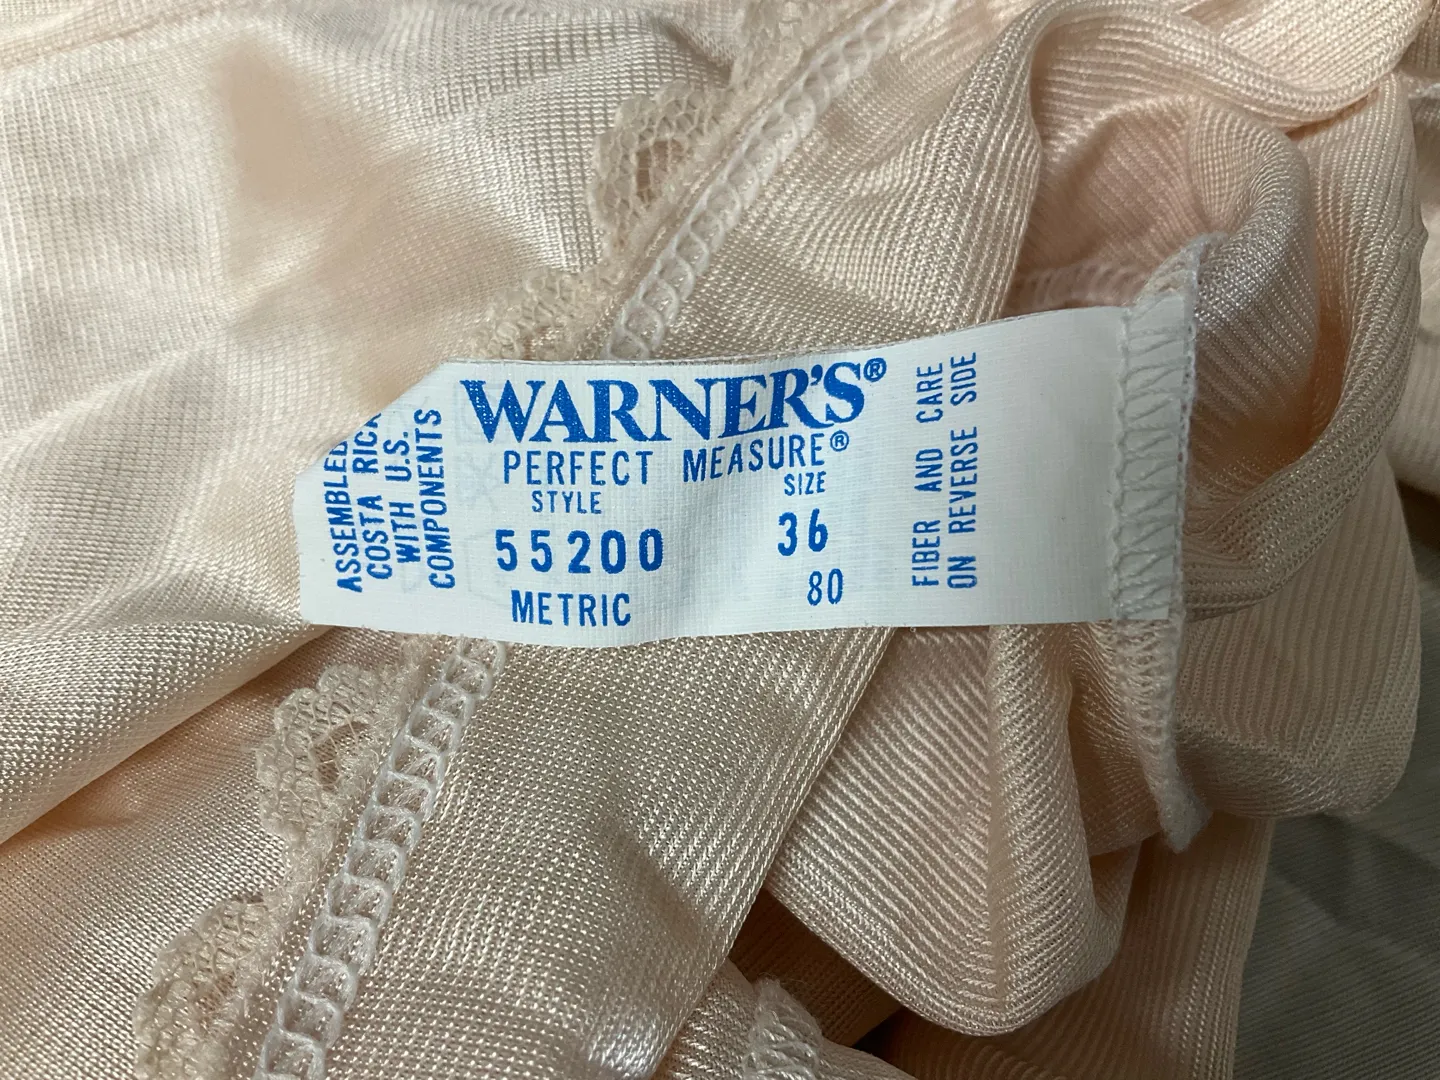 WARNER'S®
PERFECT MEASURE®
STYLE SIZE
55200 36
METRIC 80
ASSEMBLED
COSTA RICA
WITH U.S.
COMPONENTS
FIBER AND CARE
ON REVERSE SIDE